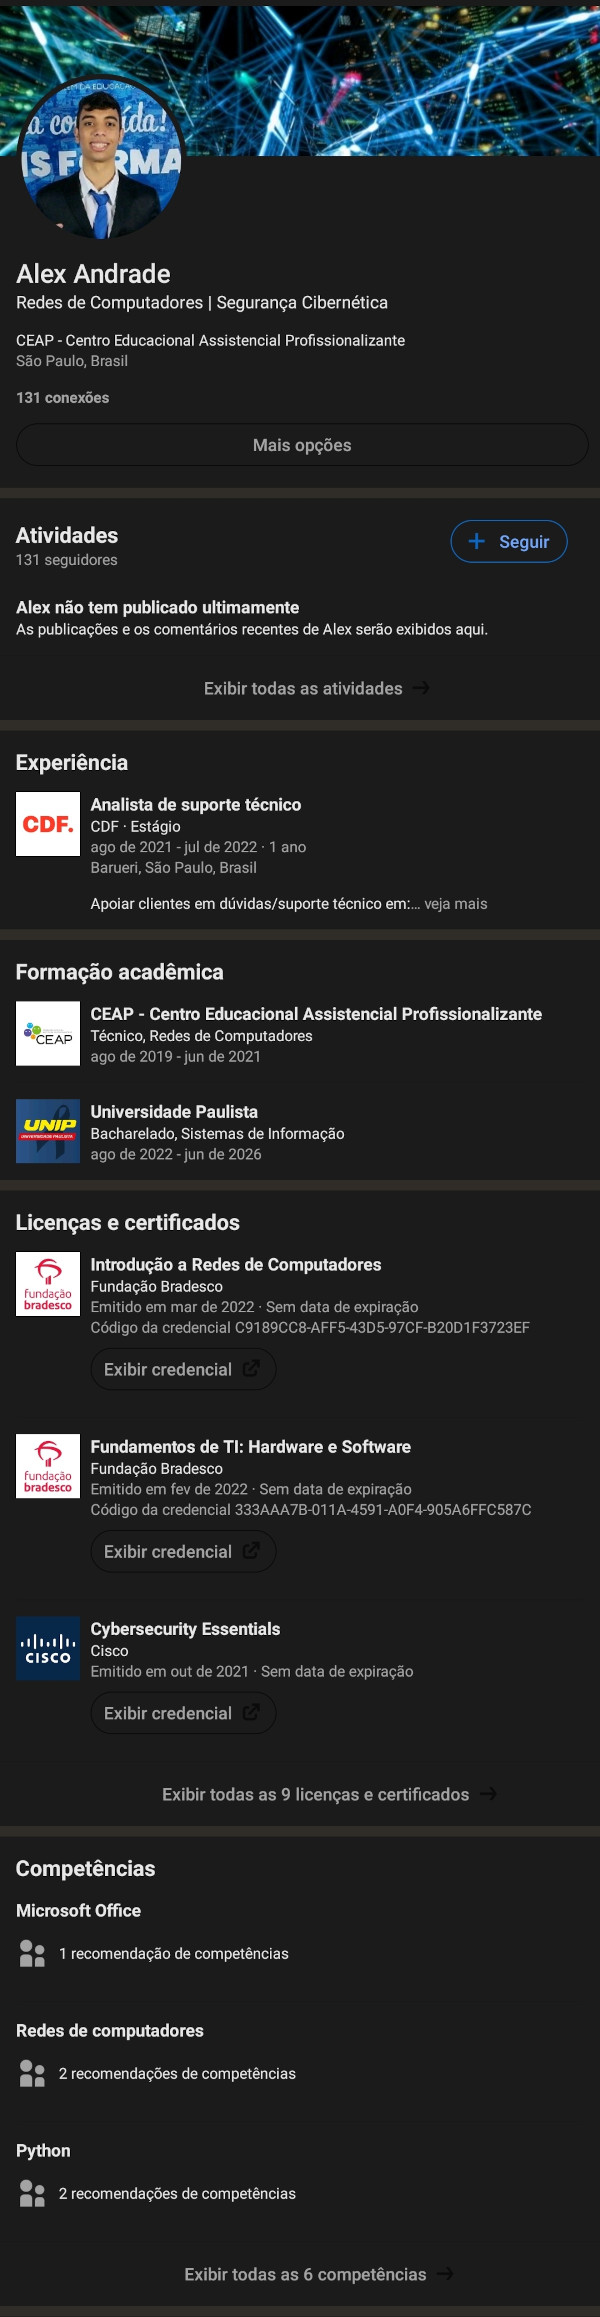 DA EDUCAÇÃO
IS FORMA
Alex Andrade
Redes de Computadores | Segurança Cibernética
CEAP - Centro Educacional Assistencial Profissionalizante
São Paulo, Brasil
131 conexões
Mais opções
Atividades
+ Seguir
131 seguidores
Alex não tem publicado ultimamente
As publicações e os comentários recentes de Alex serão exibidos aqui.
Exibir todas as atividades →
Experiência
CDF.
Analista de suporte técnico
CDF · Estágio
ago de 2021 - jul de 2022 · 1 ano
Barueri, São Paulo, Brasil
Apoiar clientes em dúvidas/suporte técnico em:... veja mais
Formação acadêmica
CEAP
CEAP - Centro Educacional Assistencial Profissionalizante
Técnico, Redes de Computadores
ago de 2019 - jun de 2021
UNIP
UNIVERSIDADE PAULISTA
Universidade Paulista
Bacharelado, Sistemas de Informação
ago de 2022 - jun de 2026
Licenças e certificados
fundação
bradesco
Introdução a Redes de Computadores
Fundação Bradesco
Emitido em mar de 2022 · Sem data de expiração
Código da credencial C9189CC8-AFF5-43D5-97CF-B20D1F3723EF
Exibir credencial
fundação
bradesco
Fundamentos de TI: Hardware e Software
Fundação Bradesco
Emitido em fev de 2022 · Sem data de expiração
Código da credencial 333AAA7B-011A-4591-A0F4-905A6FFC587C
Exibir credencial
CISCO
Cybersecurity Essentials
Cisco
Emitido em out de 2021 · Sem data de expiração
Exibir credencial
Exibir todas as 9 licenças e certificados →
Competências
Microsoft Office
1 recomendação de competências
Redes de computadores
2 recomendações de competências
Python
2 recomendações de competências
Exibir todas as 6 competências →